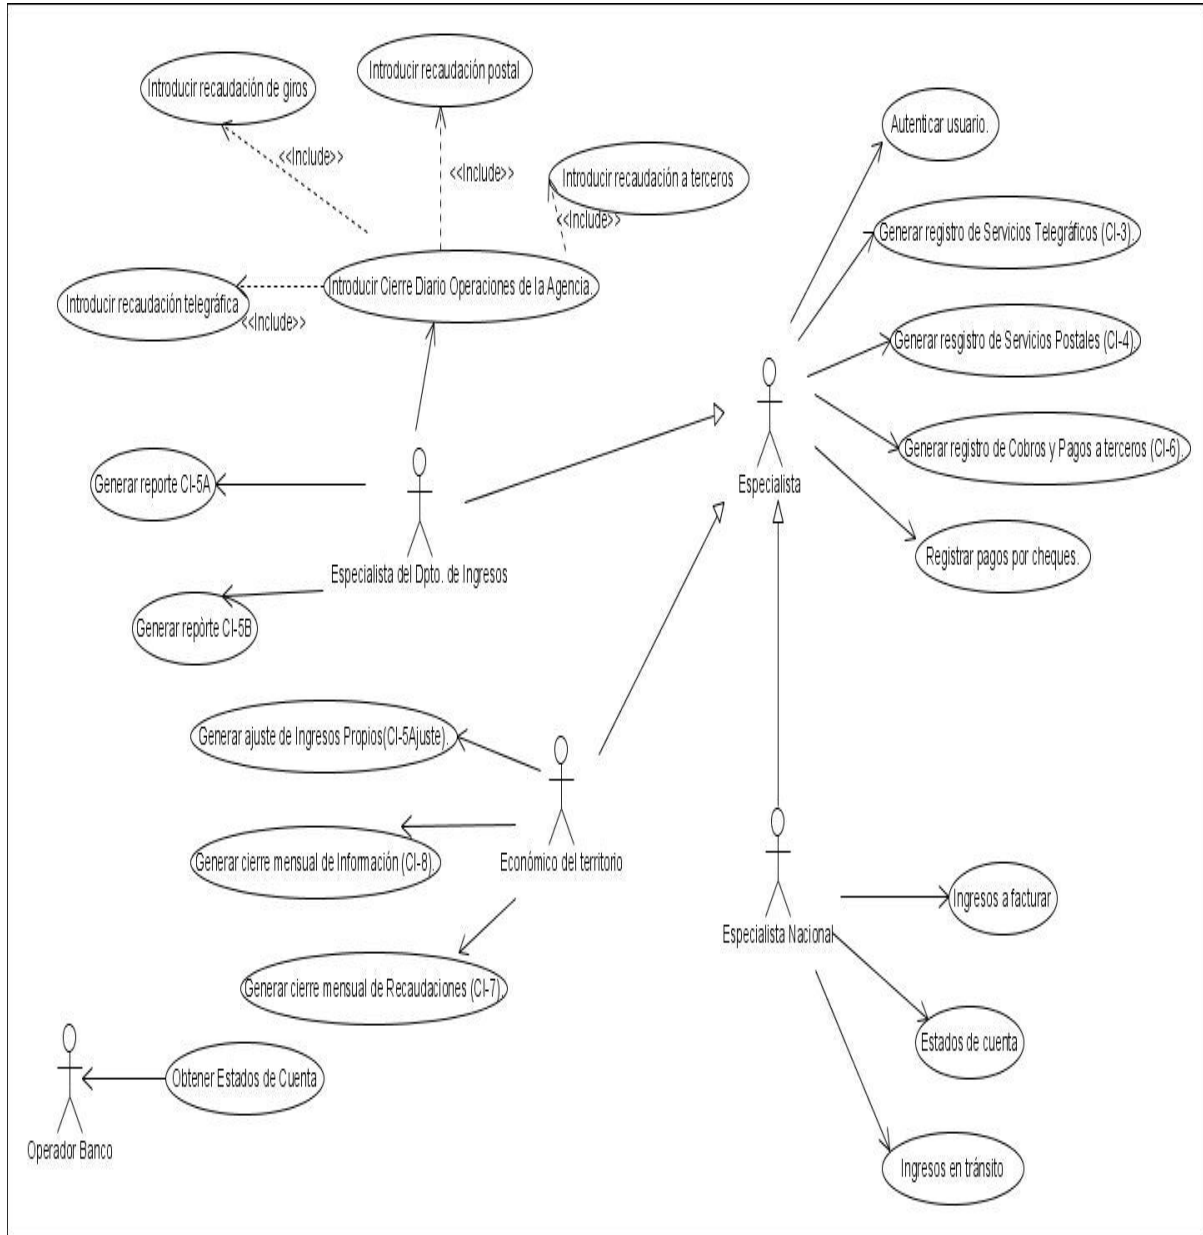 Introducir recaudación de giros
Introducir recaudación postal
Autenticar usuario.
<<Include>>
<<Include>>
Introducir recaudación a terceros
<<Include>>
Generar registro de Servicios Telegráficos (CI-3).
Introducir Cierre Diario Operaciones de la Agencia.
Introducir recaudación telegráfica
<<Include>>
Generar resgistro de Servicios Postales (CI-4).
Generar registro de Cobros y Pagos a terceros (CI-6).
Especialista
Generar reporte CI-5A
Registrar pagos por cheques.
Especialista del Dpto. de Ingresos
Generar repòrte CI-5B
Generar ajuste de Ingresos Propios(CI-5Ajuste).
Generar cierre mensual de Información (CI-8).
Económico del territorio
Ingresos a facturar
Especialista Nacional
Generar cierre mensual de Recaudaciones (CI-7).
Estados de cuenta
Obtener Estados de Cuenta
Operador Banco
Ingresos en tránsito